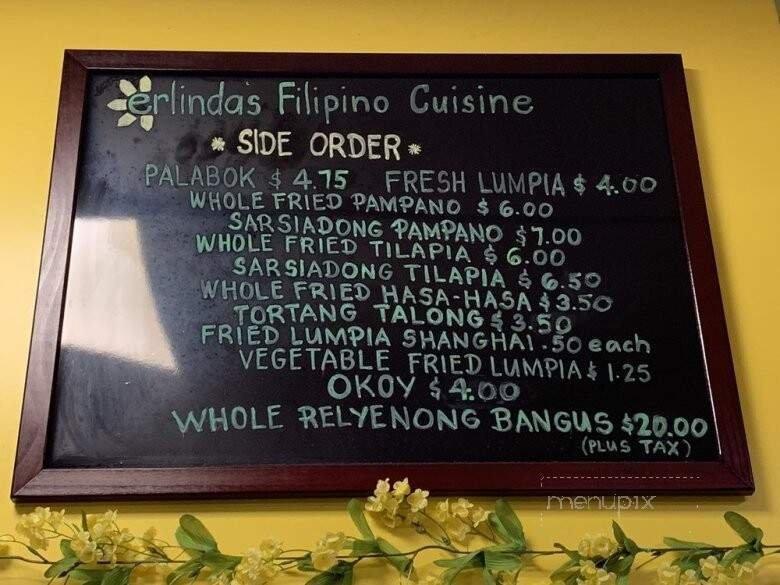 erlinda's Filipino Cuisine
* SIDE ORDER *
PALABOK $ 4.75 FRESH LUMPIA $ 4.00
WHOLE FRIED PAMPANO $ 6.00
SARSIADONG PAMPANO $7.00
WHOLE FRIED TILAPIA $ 6.00
SARSIADONG TILAPIA $ 6.50
WHOLE FRIED HASA-HASA $3.50
TORTANG TALONG $3.50
FRIED LUMPIA SHANGHAI .50 each
VEGETABLE FRIED LUMPIA $ 1.25
OKOY $4.00
WHOLE RELYENONG BANGUS $20.00
(PLUS TAX)
menupix